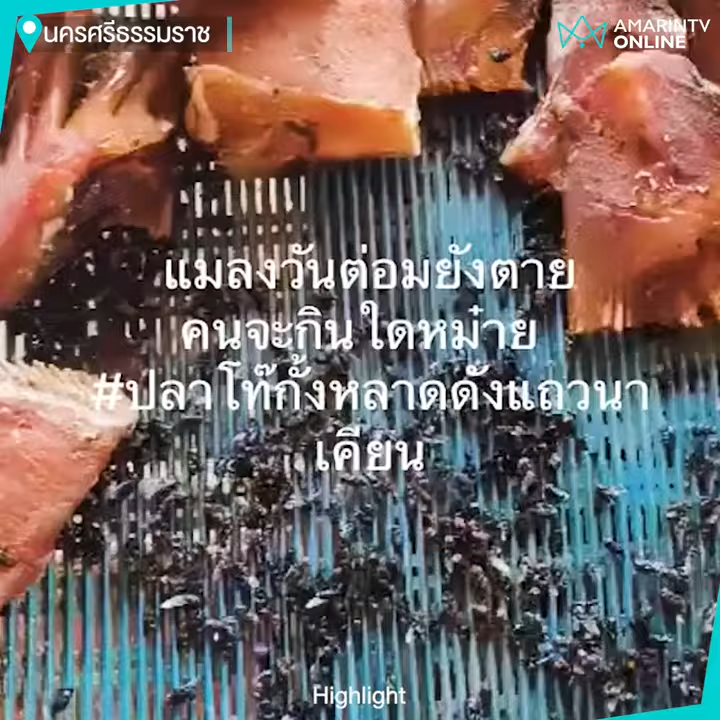 นครศรีธรรมราช
AMARINTV
ONLINE
แมลงวันต่อมยังตาย
คนจะกินใดหม๋าย
#ปลาโท๊กั้งหลาดดังแถวนา
เคียน
Highlight